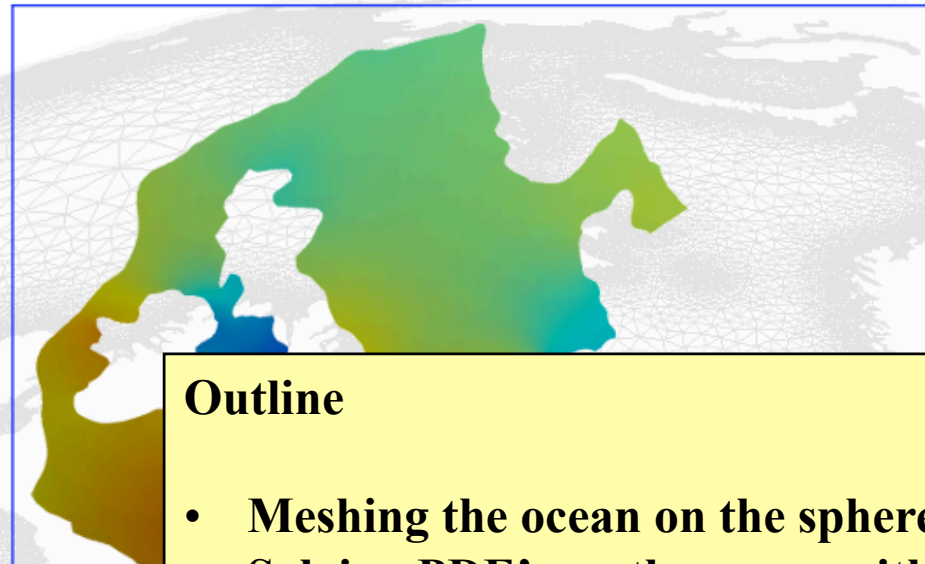 Outline
• Meshing the ocean on the sphere